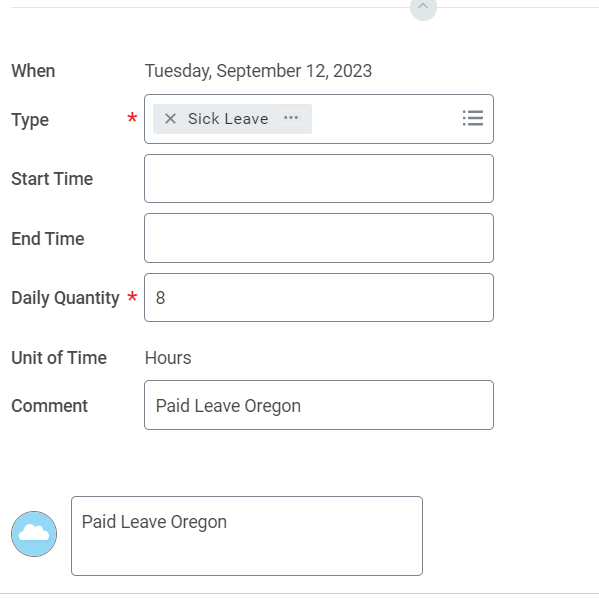 When Tuesday, September 12, 2023
Type * Sick Leave
Start Time
End Time
Daily Quantity * 8
Unit of Time Hours
Comment Paid Leave Oregon
Paid Leave Oregon